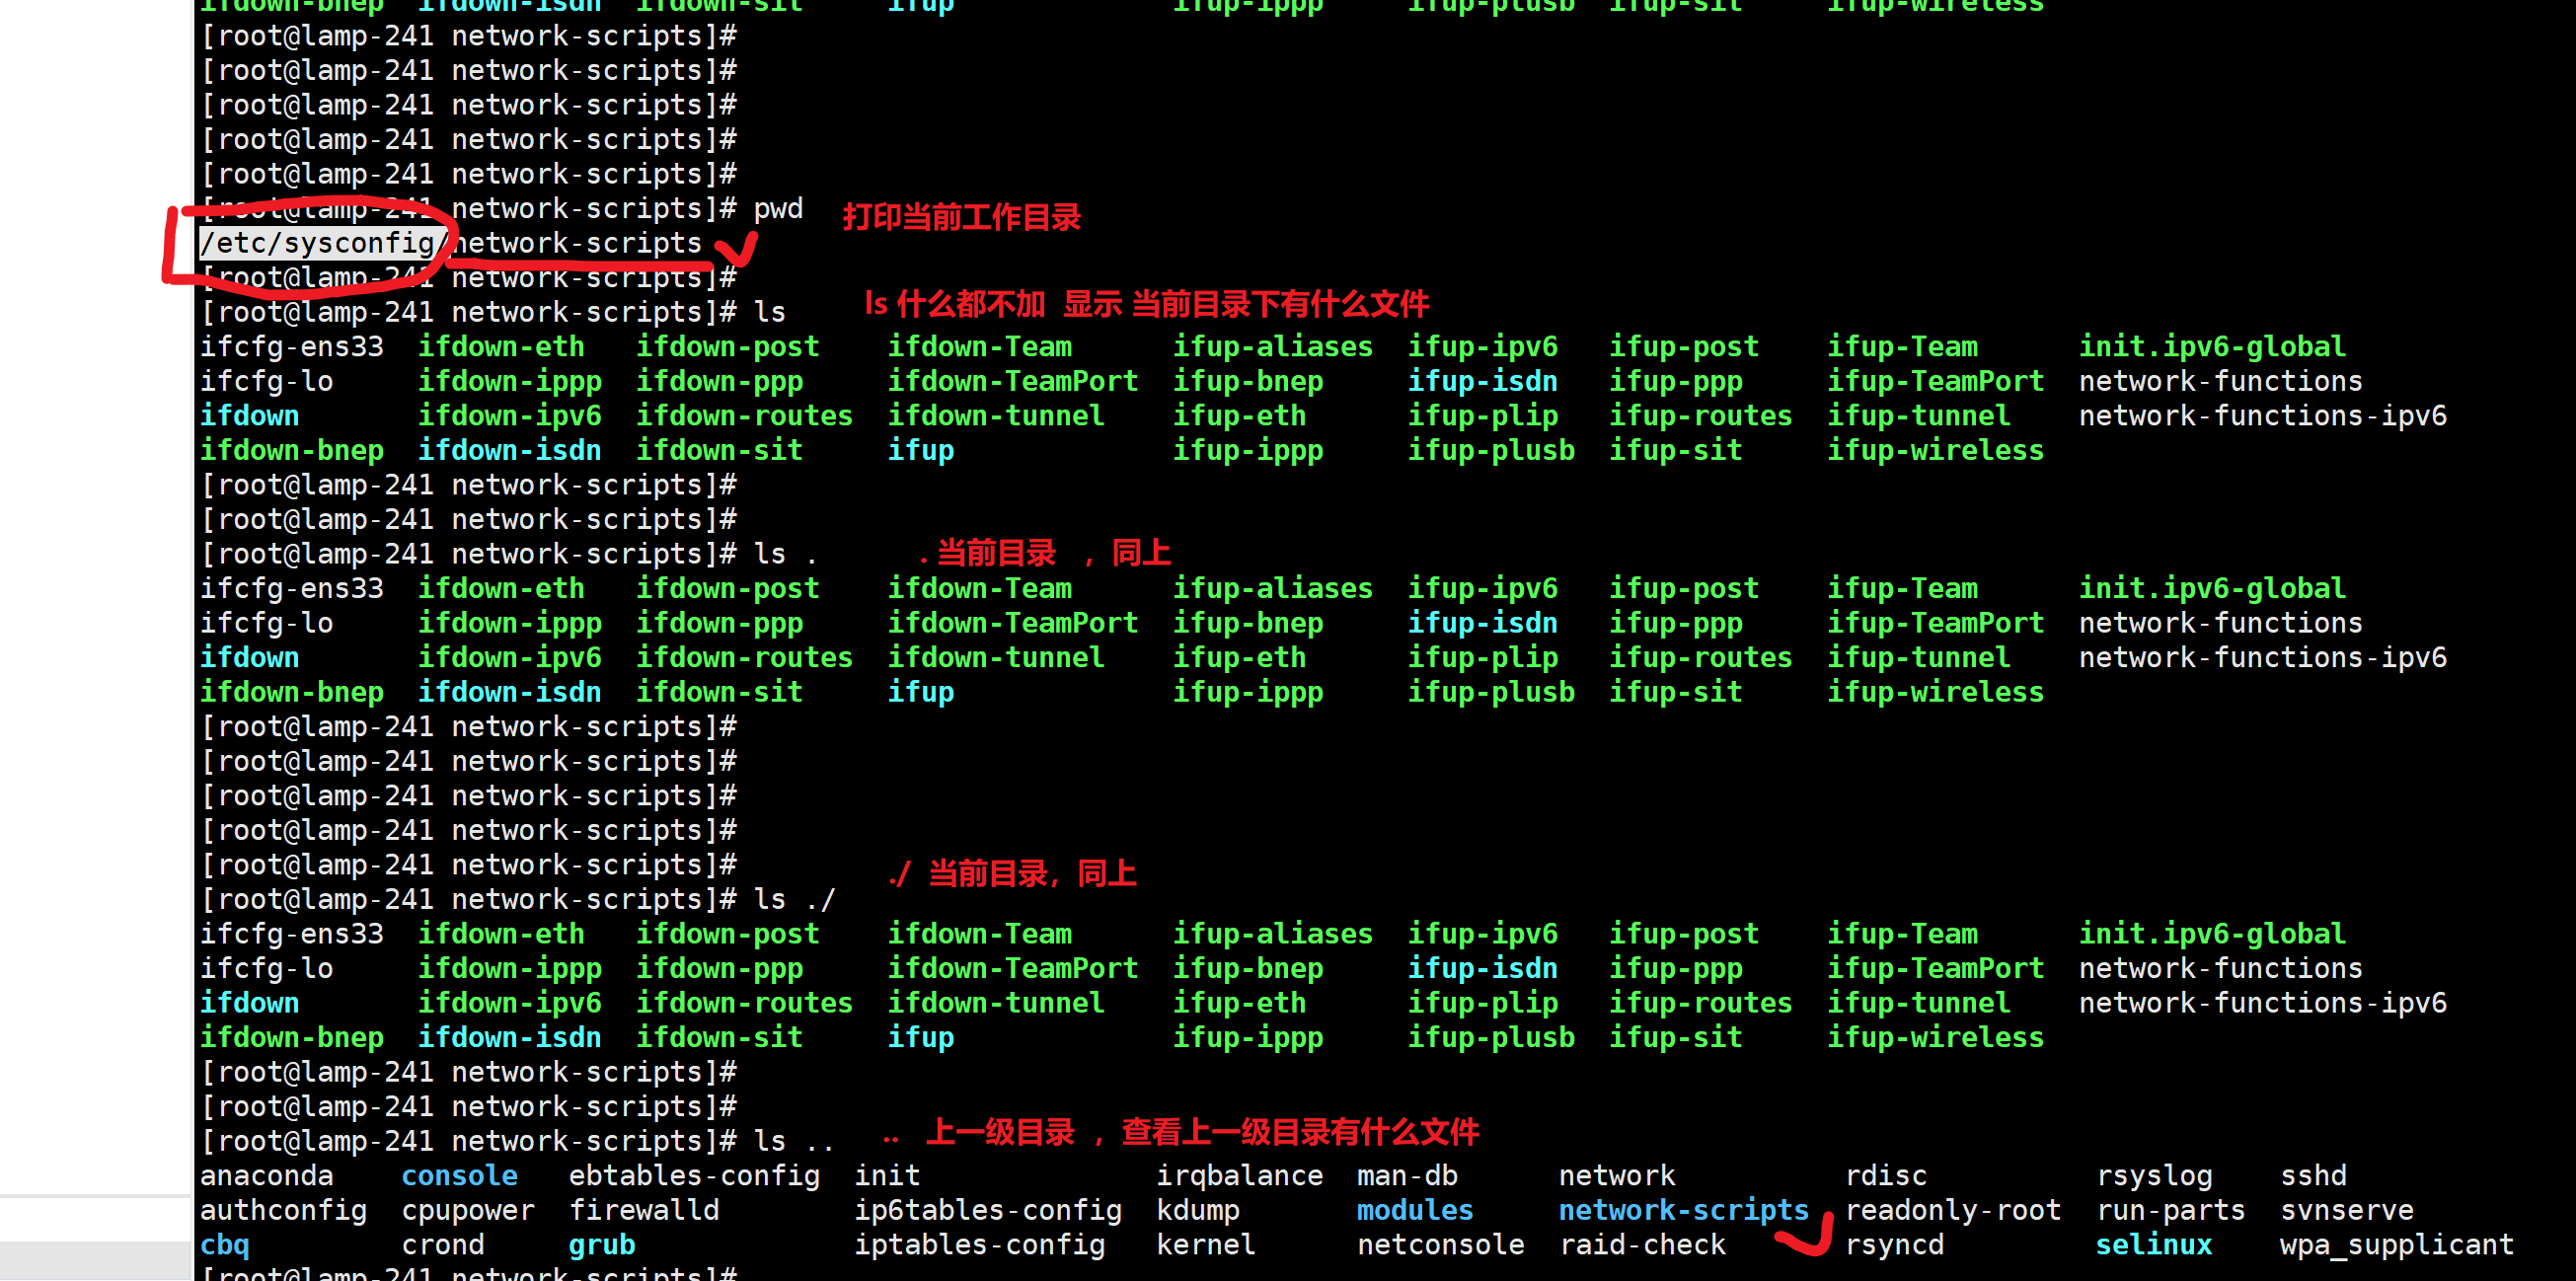 ifdown-bnep  ifdown-isdn  ifdown-sit     ifup             ifup-ippp     ifup-plusb  ifup-sit     ifup-wireless
[root@lamp-241 network-scripts]#
[root@lamp-241 network-scripts]#
[root@lamp-241 network-scripts]#
[root@lamp-241 network-scripts]#
[root@lamp-241 network-scripts]#
[root@lamp-241 network-scripts]# pwd 打印当前工作目录
/etc/sysconfig/network-scripts
[root@lamp-241 network-scripts]#
[root@lamp-241 network-scripts]# ls ls 什么都不加 显示 当前目录下有什么文件
ifcfg-ens33  ifdown-eth   ifdown-post    ifdown-Team      ifup-aliases  ifup-ipv6   ifup-post    ifup-Team      init.ipv6-global
ifcfg-lo     ifdown-ippp  ifdown-ppp     ifdown-TeamPort  ifup-bnep     ifup-isdn   ifup-ppp     ifup-TeamPort  network-functions
ifdown       ifdown-ipv6  ifdown-routes  ifdown-tunnel    ifup-eth      ifup-plip   ifup-routes  ifup-tunnel    network-functions-ipv6
ifdown-bnep  ifdown-isdn  ifdown-sit     ifup             ifup-ippp     ifup-plusb  ifup-sit     ifup-wireless
[root@lamp-241 network-scripts]#
[root@lamp-241 network-scripts]#
[root@lamp-241 network-scripts]# ls . . 当前目录 ，同上
ifcfg-ens33  ifdown-eth   ifdown-post    ifdown-Team      ifup-aliases  ifup-ipv6   ifup-post    ifup-Team      init.ipv6-global
ifcfg-lo     ifdown-ippp  ifdown-ppp     ifdown-TeamPort  ifup-bnep     ifup-isdn   ifup-ppp     ifup-TeamPort  network-functions
ifdown       ifdown-ipv6  ifdown-routes  ifdown-tunnel    ifup-eth      ifup-plip   ifup-routes  ifup-tunnel    network-functions-ipv6
ifdown-bnep  ifdown-isdn  ifdown-sit     ifup             ifup-ippp     ifup-plusb  ifup-sit     ifup-wireless
[root@lamp-241 network-scripts]#
[root@lamp-241 network-scripts]#
[root@lamp-241 network-scripts]#
[root@lamp-241 network-scripts]#
[root@lamp-241 network-scripts]# ./ 当前目录，同上
[root@lamp-241 network-scripts]# ls ./
ifcfg-ens33  ifdown-eth   ifdown-post    ifdown-Team      ifup-aliases  ifup-ipv6   ifup-post    ifup-Team      init.ipv6-global
ifcfg-lo     ifdown-ippp  ifdown-ppp     ifdown-TeamPort  ifup-bnep     ifup-isdn   ifup-ppp     ifup-TeamPort  network-functions
ifdown       ifdown-ipv6  ifdown-routes  ifdown-tunnel    ifup-eth      ifup-plip   ifup-routes  ifup-tunnel    network-functions-ipv6
ifdown-bnep  ifdown-isdn  ifdown-sit     ifup             ifup-ippp     ifup-plusb  ifup-sit     ifup-wireless
[root@lamp-241 network-scripts]#
[root@lamp-241 network-scripts]#
[root@lamp-241 network-scripts]# ls .. .. 上一级目录 ，查看上一级目录有什么文件
anaconda    console   ebtables-config  init              irqbalance  man-db      network          rdisc          rsyslog    sshd
authconfig  cpupower  firewalld        ip6tables-config  kdump       modules     network-scripts  readonly-root  run-parts  svnserve
cbq         crond     grub             iptables-config   kernel      netconsole  raid-check       rsyncd         selinux    wpa_supplicant
[root@lamp-241 network-scripts]#